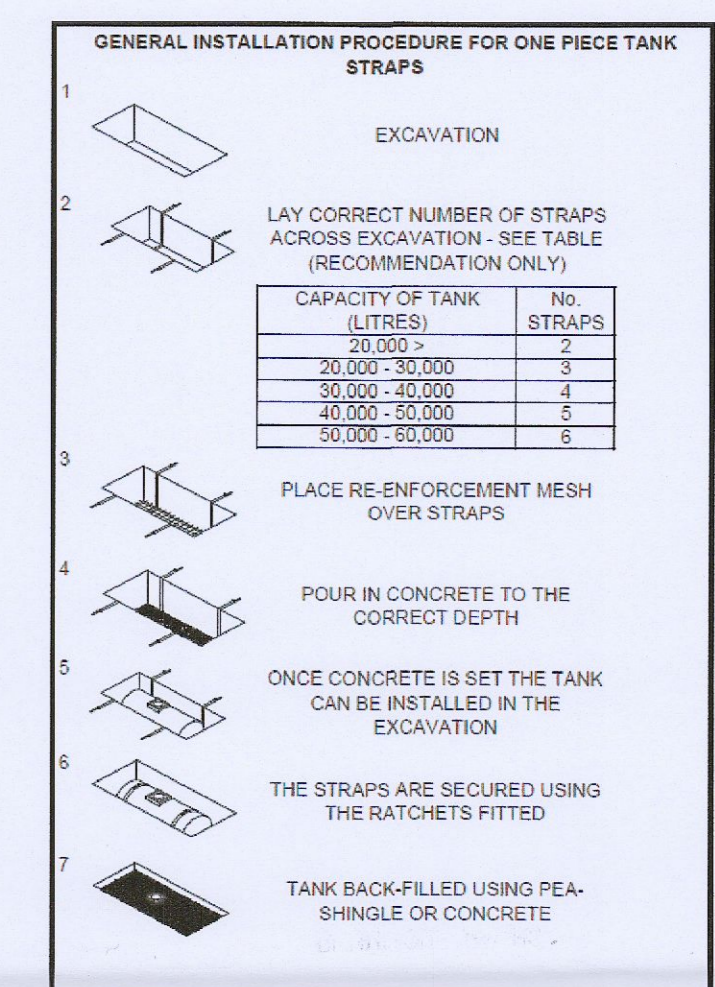 GENERAL INSTALLATION PROCEDURE FOR ONE PIECE TANK
STRAPS
1
EXCAVATION
2
LAY CORRECT NUMBER OF STRAPS
ACROSS EXCAVATION - SEE TABLE
(RECOMMENDATION ONLY)
CAPACITY OF TANK No.
(LITRES) STRAPS
20,000 > 2
20,000 - 30,000 3
30,000 - 40,000 4
40,000 - 50,000 5
50,000 - 60,000 6
3
PLACE RE-ENFORCEMENT MESH
OVER STRAPS
4
POUR IN CONCRETE TO THE
CORRECT DEPTH
5
ONCE CONCRETE IS SET THE TANK
CAN BE INSTALLED IN THE
EXCAVATION
6
THE STRAPS ARE SECURED USING
THE RATCHETS FITTED
7
TANK BACK-FILLED USING PEA-
SHINGLE OR CONCRETE